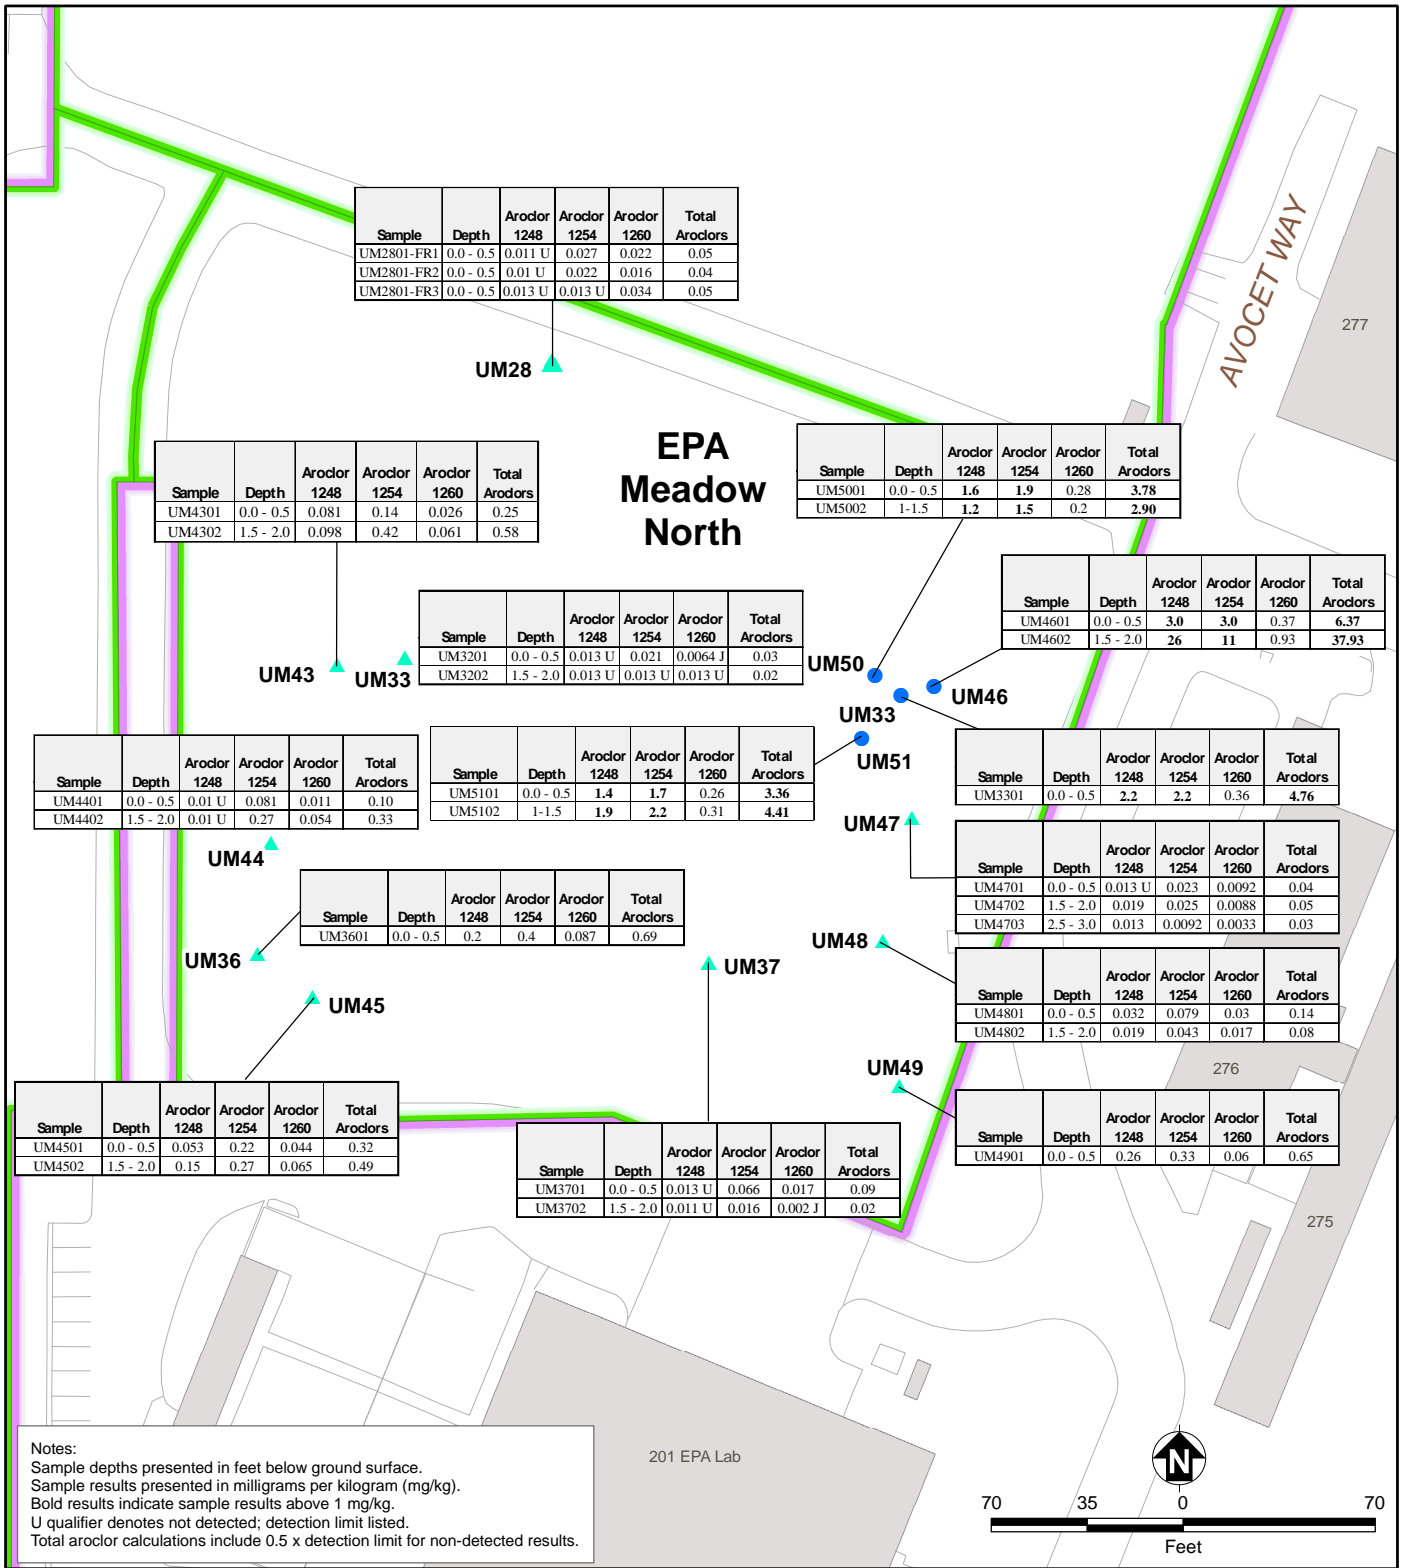 AVOCET WAY
277
Sample Depth Aroclor 1248 Aroclor 1254 Aroclor 1260 Total Aroclors
UM2801-FR1 0.0 - 0.5 0.011 U 0.027 0.022 0.05
UM2801-FR2 0.0 - 0.5 0.01 U 0.022 0.016 0.04
UM2801-FR3 0.0 - 0.5 0.013 U 0.013 U 0.034 0.05
UM28
EPA
Meadow
North
Sample Depth Aroclor 1248 Aroclor 1254 Aroclor 1260 Total Aroclors
UM5001 0.0 - 0.5 1.6 1.9 0.28 3.78
UM5002 1-1.5 1.2 1.5 0.2 2.90
Sample Depth Aroclor 1248 Aroclor 1254 Aroclor 1260 Total Aroclors
UM4301 0.0 - 0.5 0.081 0.14 0.026 0.25
UM4302 1.5 - 2.0 0.098 0.42 0.061 0.58
Sample Depth Aroclor 1248 Aroclor 1254 Aroclor 1260 Total Aroclors
UM4601 0.0 - 0.5 3.0 3.0 0.37 6.37
UM4602 1.5 - 2.0 26 11 0.93 37.93
Sample Depth Aroclor 1248 Aroclor 1254 Aroclor 1260 Total Aroclors
UM3201 0.0 - 0.5 0.013 U 0.021 0.0064 J 0.03
UM3202 1.5 - 2.0 0.013 U 0.013 U 0.013 U 0.02
UM43
UM33
UM50
UM46
UM33
UM51
Sample Depth Aroclor 1248 Aroclor 1254 Aroclor 1260 Total Aroclors
UM4401 0.0 - 0.5 0.01 U 0.081 0.011 0.10
UM4402 1.5 - 2.0 0.01 U 0.27 0.054 0.33
Sample Depth Aroclor 1248 Aroclor 1254 Aroclor 1260 Total Aroclors
UM5101 0.0 - 0.5 1.4 1.7 0.26 3.36
UM5102 1-1.5 1.9 2.2 0.31 4.41
Sample Depth Aroclor 1248 Aroclor 1254 Aroclor 1260 Total Aroclors
UM3301 0.0 - 0.5 2.2 2.2 0.36 4.76
UM44
UM47
Sample Depth Aroclor 1248 Aroclor 1254 Aroclor 1260 Total Aroclors
UM4701 0.0 - 0.5 0.013 U 0.023 0.0092 0.04
UM4702 1.5 - 2.0 0.019 0.025 0.0088 0.05
UM4703 2.5 - 3.0 0.013 0.0092 0.0033 0.03
Sample Depth Aroclor 1248 Aroclor 1254 Aroclor 1260 Total Aroclors
UM3601 0.0 - 0.5 0.2 0.4 0.087 0.69
UM36
UM37
UM48
UM45
Sample Depth Aroclor 1248 Aroclor 1254 Aroclor 1260 Total Aroclors
UM4801 0.0 - 0.5 0.032 0.079 0.03 0.14
UM4802 1.5 - 2.0 0.019 0.043 0.017 0.08
276
UM49
Sample Depth Aroclor 1248 Aroclor 1254 Aroclor 1260 Total Aroclors
UM4501 0.0 - 0.5 0.053 0.22 0.044 0.32
UM4502 1.5 - 2.0 0.15 0.27 0.065 0.49
Sample Depth Aroclor 1248 Aroclor 1254 Aroclor 1260 Total Aroclors
UM4901 0.0 - 0.5 0.26 0.33 0.06 0.65
Sample Depth Aroclor 1248 Aroclor 1254 Aroclor 1260 Total Aroclors
UM3701 0.0 - 0.5 0.013 U 0.066 0.017 0.09
UM3702 1.5 - 2.0 0.011 U 0.016 0.002 J 0.02
275
201 EPA Lab
Notes:
Sample depths presented in feet below ground surface.
Sample results presented in milligrams per kilogram (mg/kg).
Bold results indicate sample results above 1 mg/kg.
U qualifier denotes not detected; detection limit listed.
Total aroclor calculations include 0.5 x detection limit for non-detected results.
N
70 35 0 70
Feet